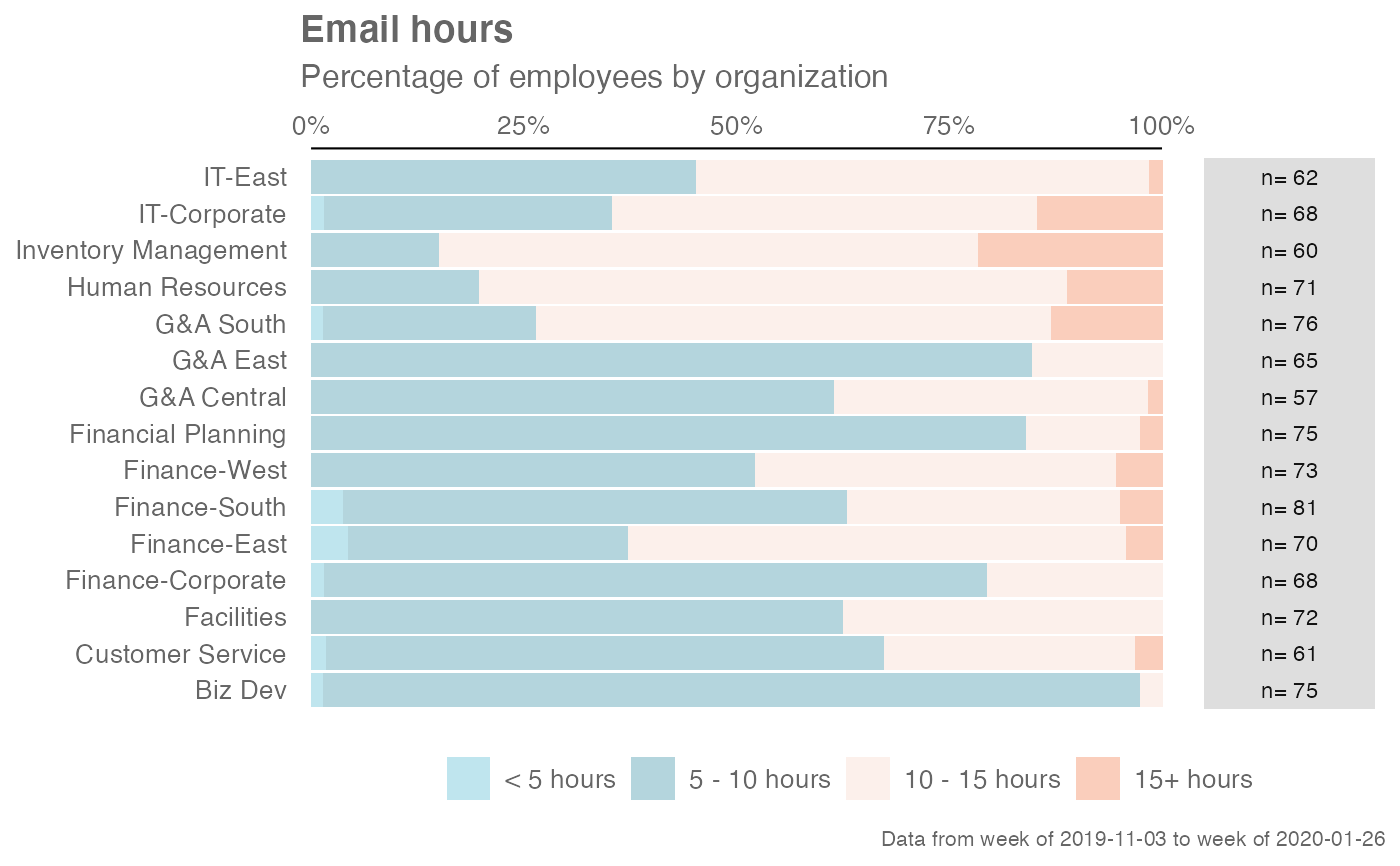 Email hours
Percentage of employees by organization
0% 25% 50% 75% 100%
IT-East n= 62
IT-Corporate n= 68
Inventory Management n= 60
Human Resources n= 71
G&A South n= 76
G&A East n= 65
G&A Central n= 57
Financial Planning n= 75
Finance-West n= 73
Finance-South n= 81
Finance-East n= 70
Finance-Corporate n= 68
Facilities n= 72
Customer Service n= 61
Biz Dev n= 75
< 5 hours 5 - 10 hours 10 - 15 hours 15+ hours
Data from week of 2019-11-03 to week of 2020-01-26